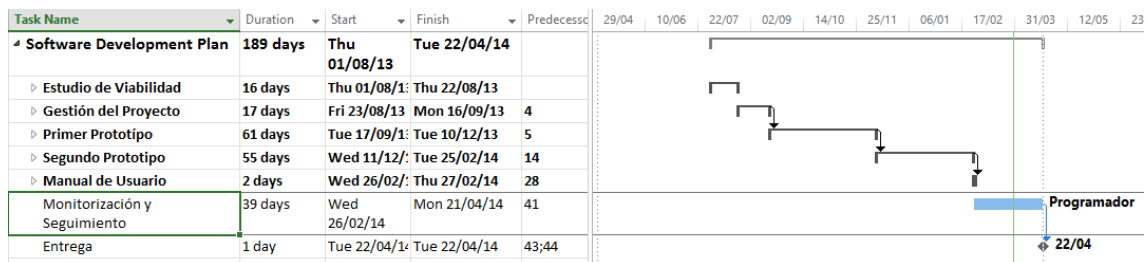 Task Name Duration Start Finish Predecesso 29/04 10/06 22/07 02/09 14/10 25/11 06/01 17/02 31/03 12/05 23
Software Development Plan 189 days Thu 01/08/13 Tue 22/04/14
Estudio de Viabilidad 16 days Thu 01/08/1 Thu 22/08/13
Gestión del Proyecto 17 days Fri 23/08/13 Mon 16/09/13 4
Primer Prototípo 61 days Tue 17/09/1 Tue 10/12/13 5
Segundo Prototipo 55 days Wed 11/12/ Tue 25/02/14 14
Manual de Usuario 2 days Wed 26/02/ Thu 27/02/14 28
Monitorización y Seguimiento 39 days Wed 26/02/14 Mon 21/04/14 41 Programador
Entrega 1 day Tue 22/04/14 Tue 22/04/14 43;44 22/04